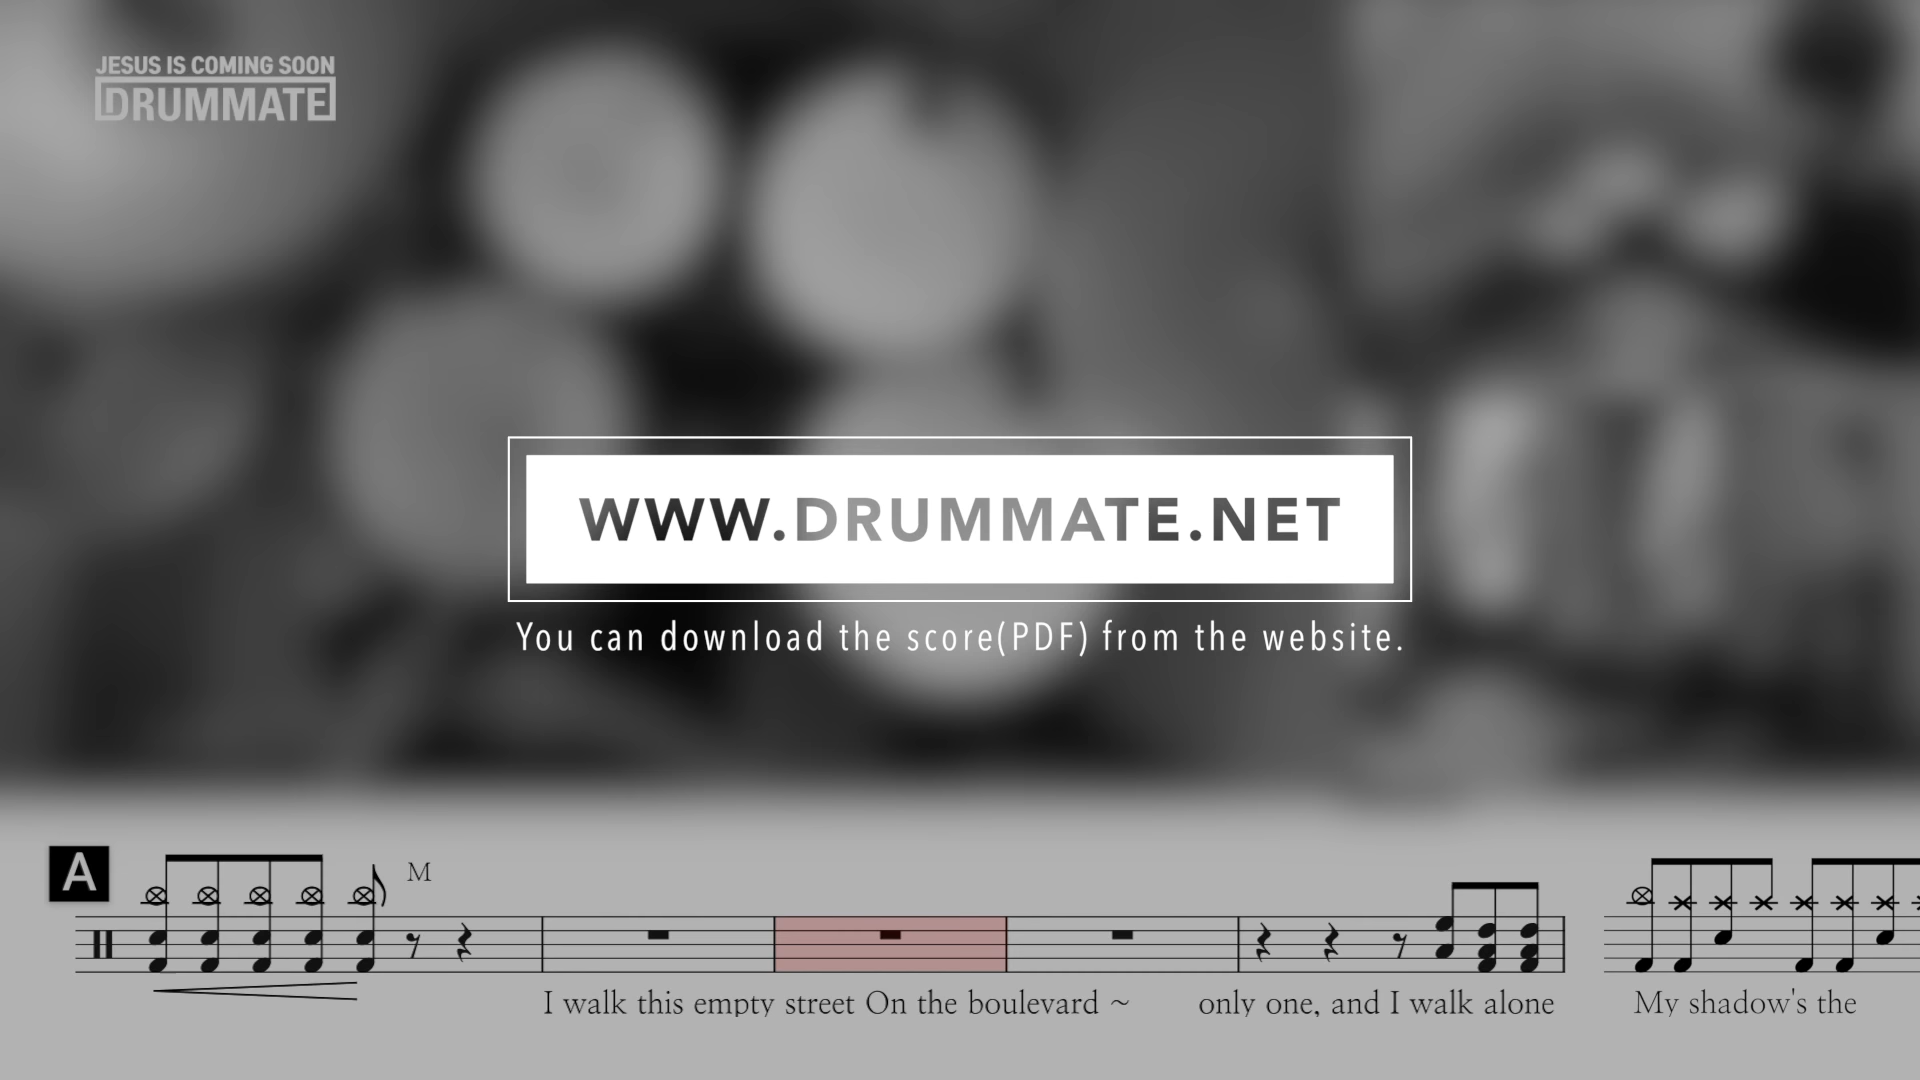 JESUS IS COMING SOON
DRUMMATE
WWW.DRUMMATE.NET
You can download the score(PDF) from the website.
A
M
I walk this empty street On the boulevard ~ only one, and I walk alone My shadow's the